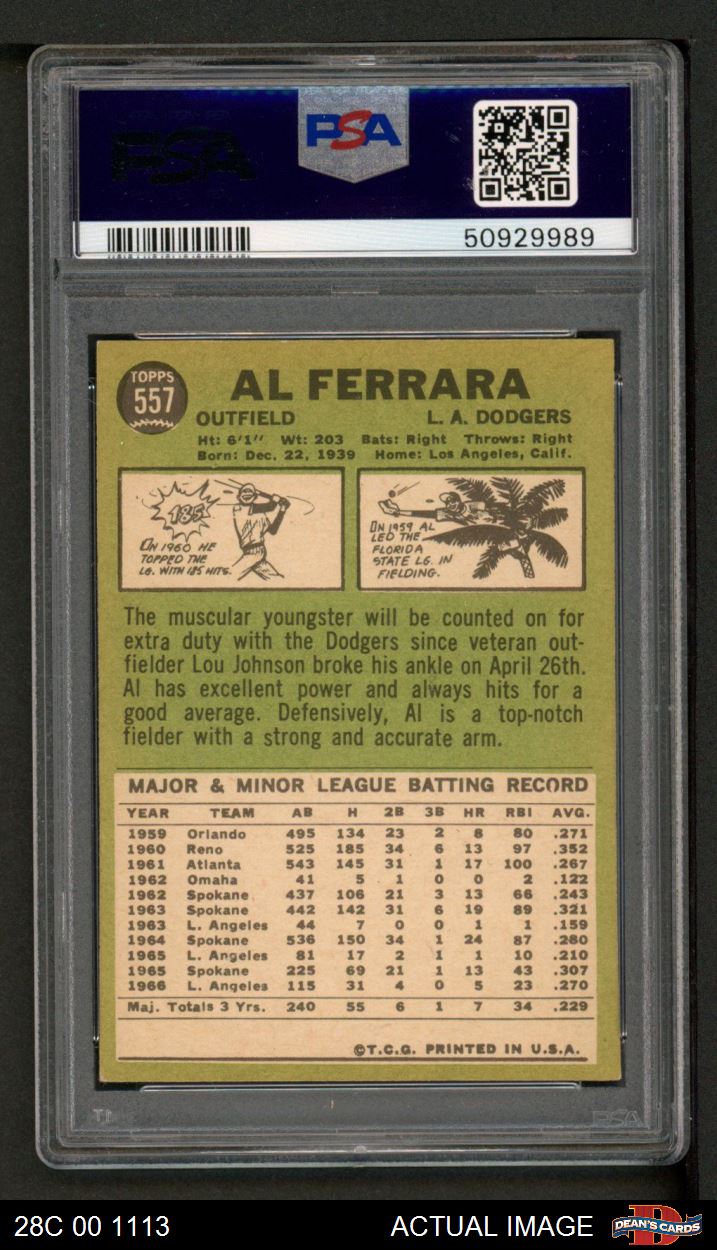 PSA
PSA
50929989
TOPPS
557
AL FERRARA
OUTFIELD L. A. DODGERS
Ht: 6'1" Wt: 203 Bats: Right Throws: Right
Born: Dec. 22, 1939 Home: Los Angeles, Calif.
185
IN 1960 HE
TOPPED THE
LG. WITH 185 HITS.
IN 1959 AL
LED THE
FLORIDA
STATE LG. IN
FIELDING.
The muscular youngster will be counted on for
extra duty with the Dodgers since veteran out-
fielder Lou Johnson broke his ankle on April 26th.
Al has excellent power and always hits for a
good average. Defensively, Al is a top-notch
fielder with a strong and accurate arm.
MAJOR & MINOR LEAGUE BATTING RECORD
YEAR TEAM AB H 2B 3B HR RBI AVG.
1959 Orlando 495 134 23 2 8 80 .271
1960 Reno 525 185 34 6 13 97 .352
1961 Atlanta 543 145 31 1 17 100 .267
1962 Omaha 41 5 1 0 0 2 .122
1962 Spokane 437 106 21 3 13 66 .243
1963 Spokane 442 142 31 6 19 89 .321
1963 L. Angeles 44 7 0 0 1 1 .159
1964 Spokane 536 150 34 1 24 87 .280
1965 L. Angeles 81 17 2 1 1 10 .210
1965 Spokane 225 69 21 1 13 43 .307
1966 L. Angeles 115 31 4 0 5 23 .270
Maj. Totals 3 Yrs. 240 55 6 1 7 34 .229
©T.C.G. PRINTED IN U.S.A.
PSA
28C 00 1113 ACTUAL IMAGE
DEAN'S CARDS